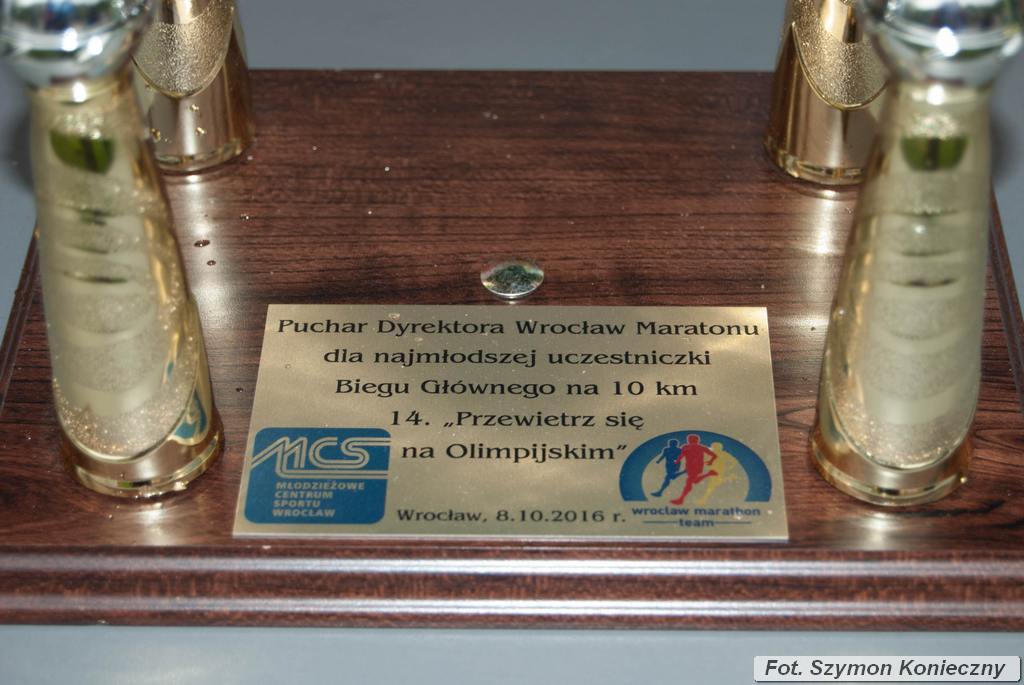 Puchar Dyrektora Wrocław Maratonu
dla najmłodszej uczestniczki
Biegu Głównego na 10 km
14. „Przewietrz się
na Olimpijskim"
MCS
MŁODZIEŻOWE
CENTRUM
SPORTU
WROCŁAW
wroclaw marathon
team
Wrocław, 8.10.2016 r.
Fot. Szymon Konieczny